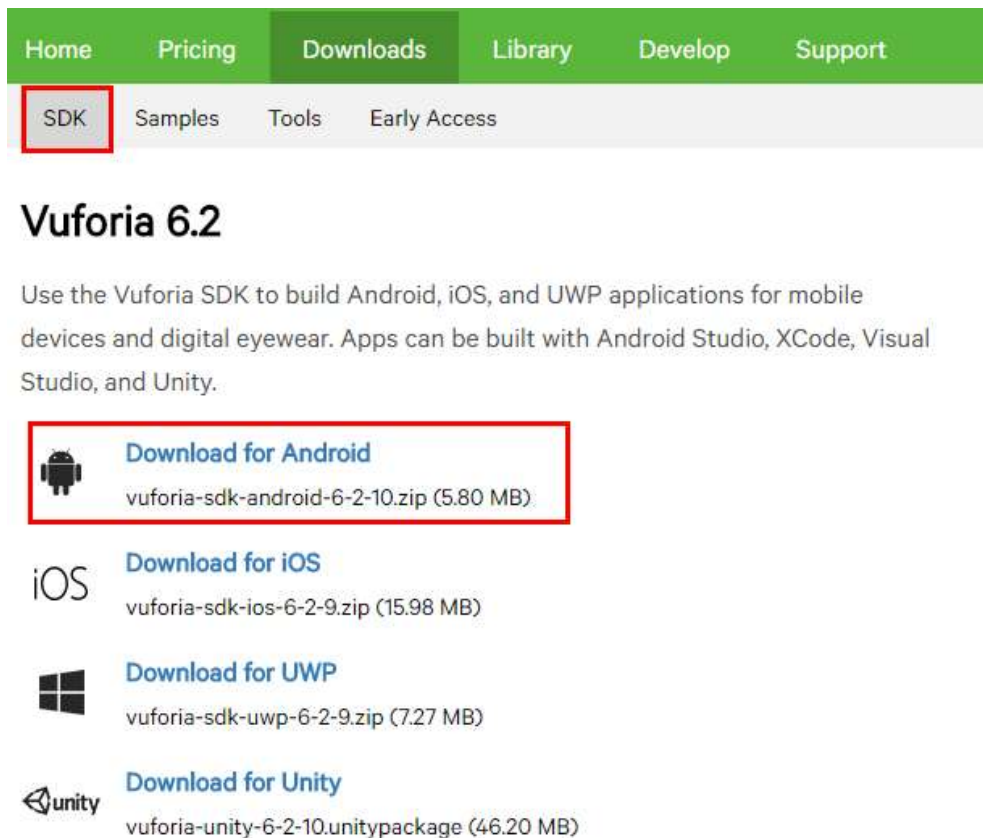 Home Pricing Downloads Library Develop Support
SDK Samples Tools Early Access
Vuforia 6.2
Use the Vuforia SDK to build Android, iOS, and UWP applications for mobile
devices and digital eyewear. Apps can be built with Android Studio, XCode, Visual
Studio, and Unity.
Download for Android
vuforia-sdk-android-6-2-10.zip (5.80 MB)
iOS
Download for iOS
vuforia-sdk-ios-6-2-9.zip (15.98 MB)
Download for UWP
vuforia-sdk-uwp-6-2-9.zip (7.27 MB)
unity
Download for Unity
vuforia-unity-6-2-10.unitypackage (46.20 MB)